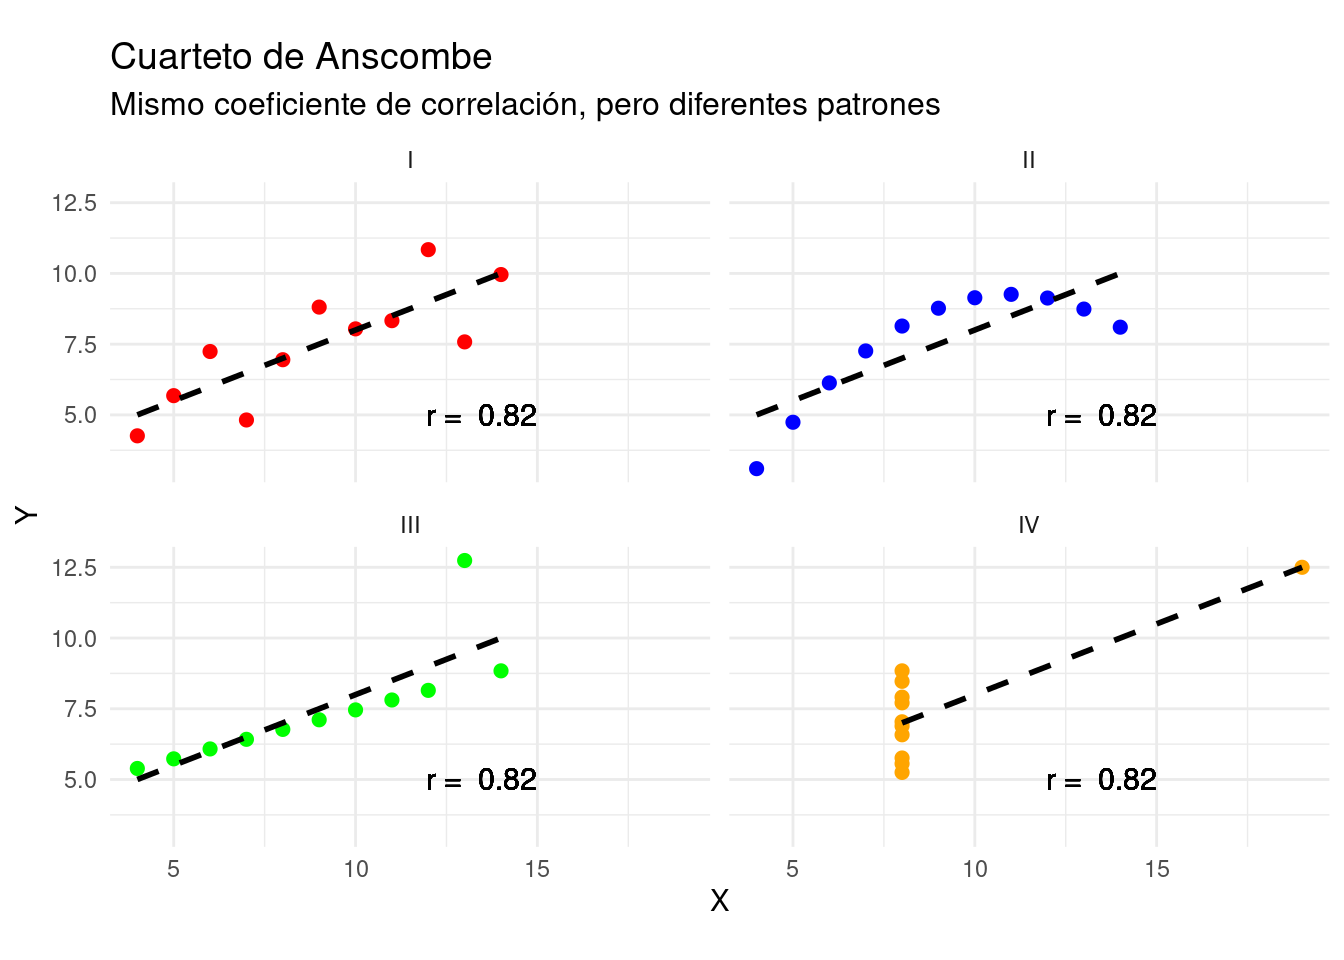 Cuarteto de Anscombe
Mismo coeficiente de correlación, pero diferentes patrones
I
II
12.5
10.0
7.5
5.0
r = 0.82
r = 0.82
Y
III
IV
12.5
10.0
7.5
5.0
r = 0.82
r = 0.82
5
10
15
5
10
15
X